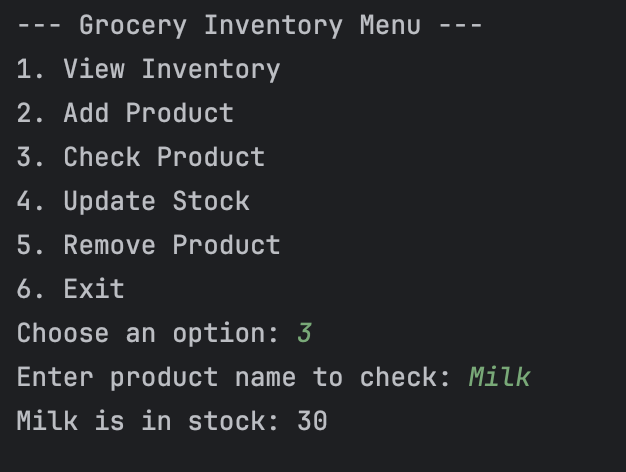 --- Grocery Inventory Menu ---
1. View Inventory
2. Add Product
3. Check Product
4. Update Stock
5. Remove Product
6. Exit
Choose an option: 3
Enter product name to check: Milk
Milk is in stock: 30